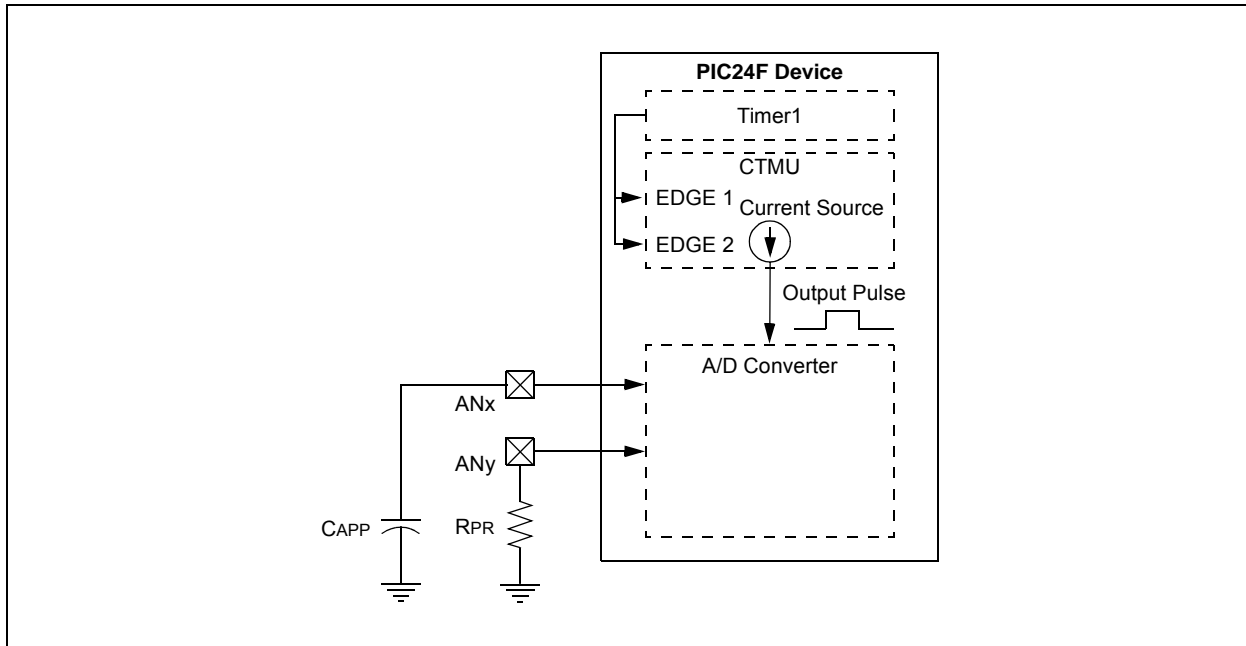 PIC24F Device
Timer1
CTMU
EDGE 1
Current Source
EDGE 2
Output Pulse
A/D Converter
ANx
ANy
CAPP
RPR